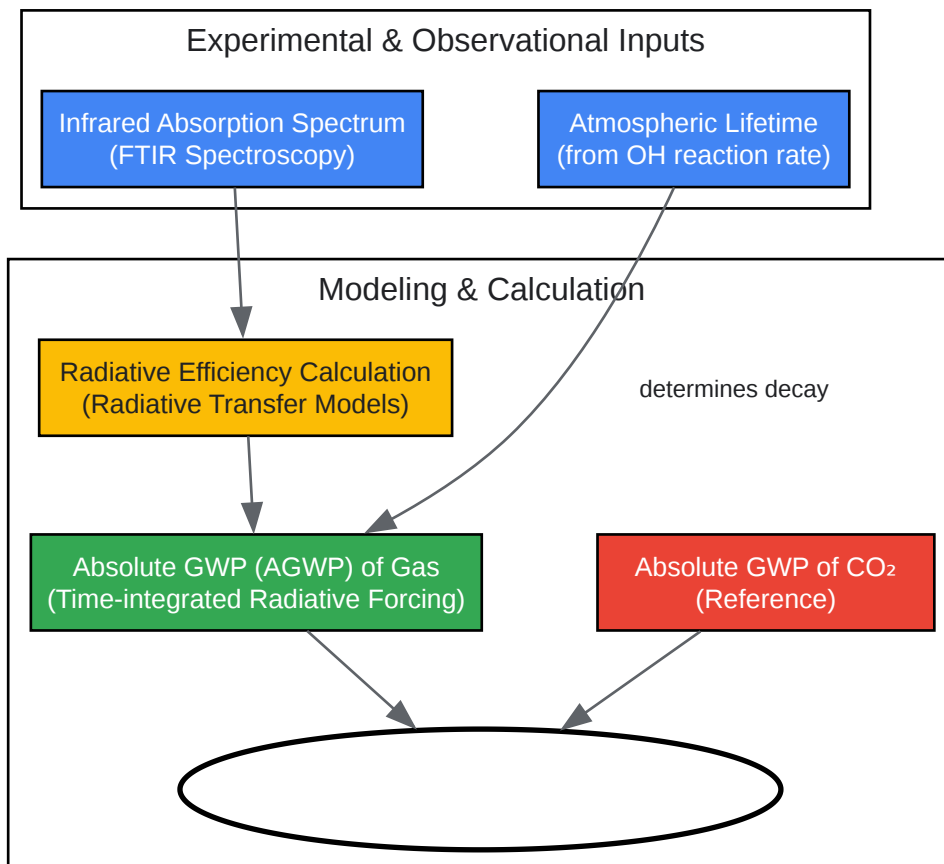 Experimental & Observational Inputs
Infrared Absorption Spectrum
(FTIR Spectroscopy)
Atmospheric Lifetime
(from OH reaction rate)
Modeling & Calculation
Radiative Efficiency Calculation
(Radiative Transfer Models)
determines decay
Absolute GWP (AGWP) of Gas
(Time-integrated Radiative Forcing)
Absolute GWP of CO₂
(Reference)